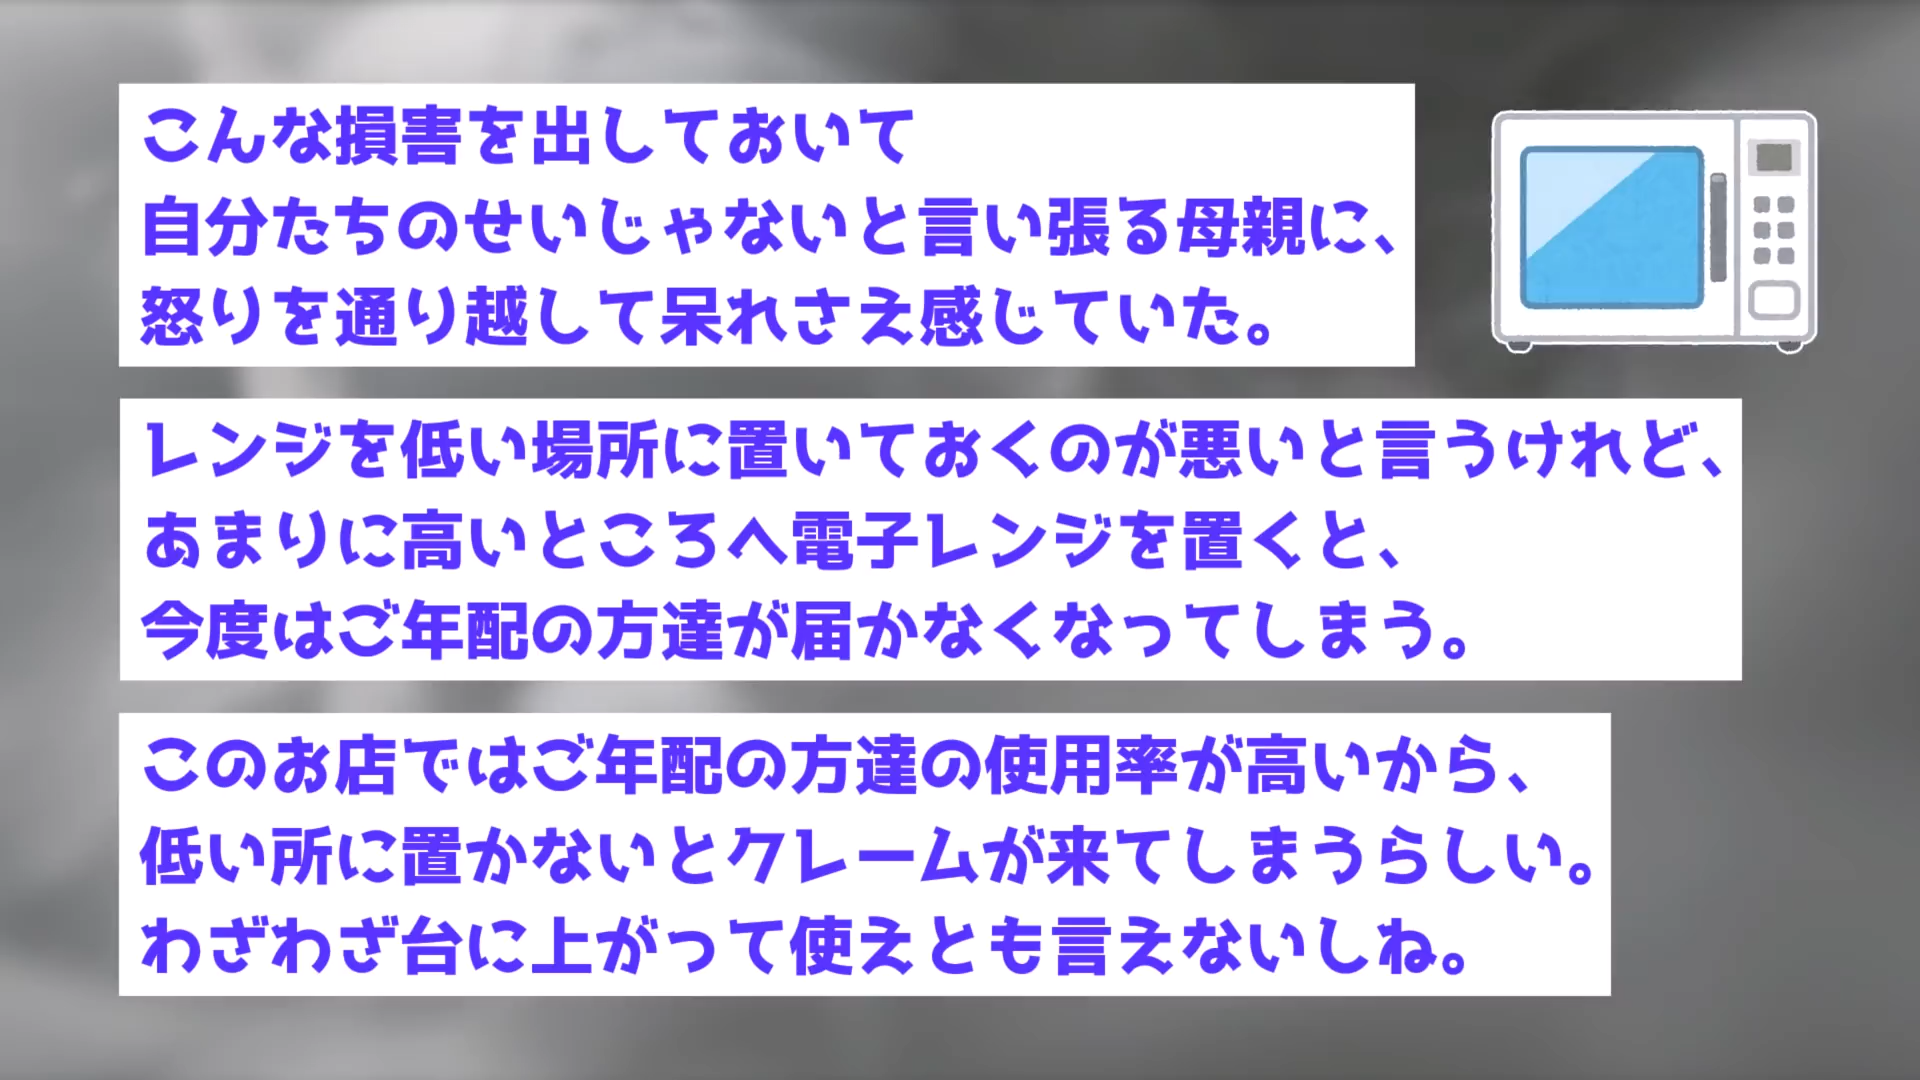 こんな損害を出しておいて
自分たちのせいじゃないと言い張る母親に、
怒りを通り越して呆れさえ感じていた。
レンジを低い場所に置いておくのが悪いと言うけれど、
あまりに高いところへ電子レンジを置くと、
今度はご年配の方達が届かなくなってしまう。
このお店ではご年配の方達の使用率が高いから、
低い所に置かないとクレームが来てしまうらしい。
わざわざ台に上がって使えとも言えないしね。